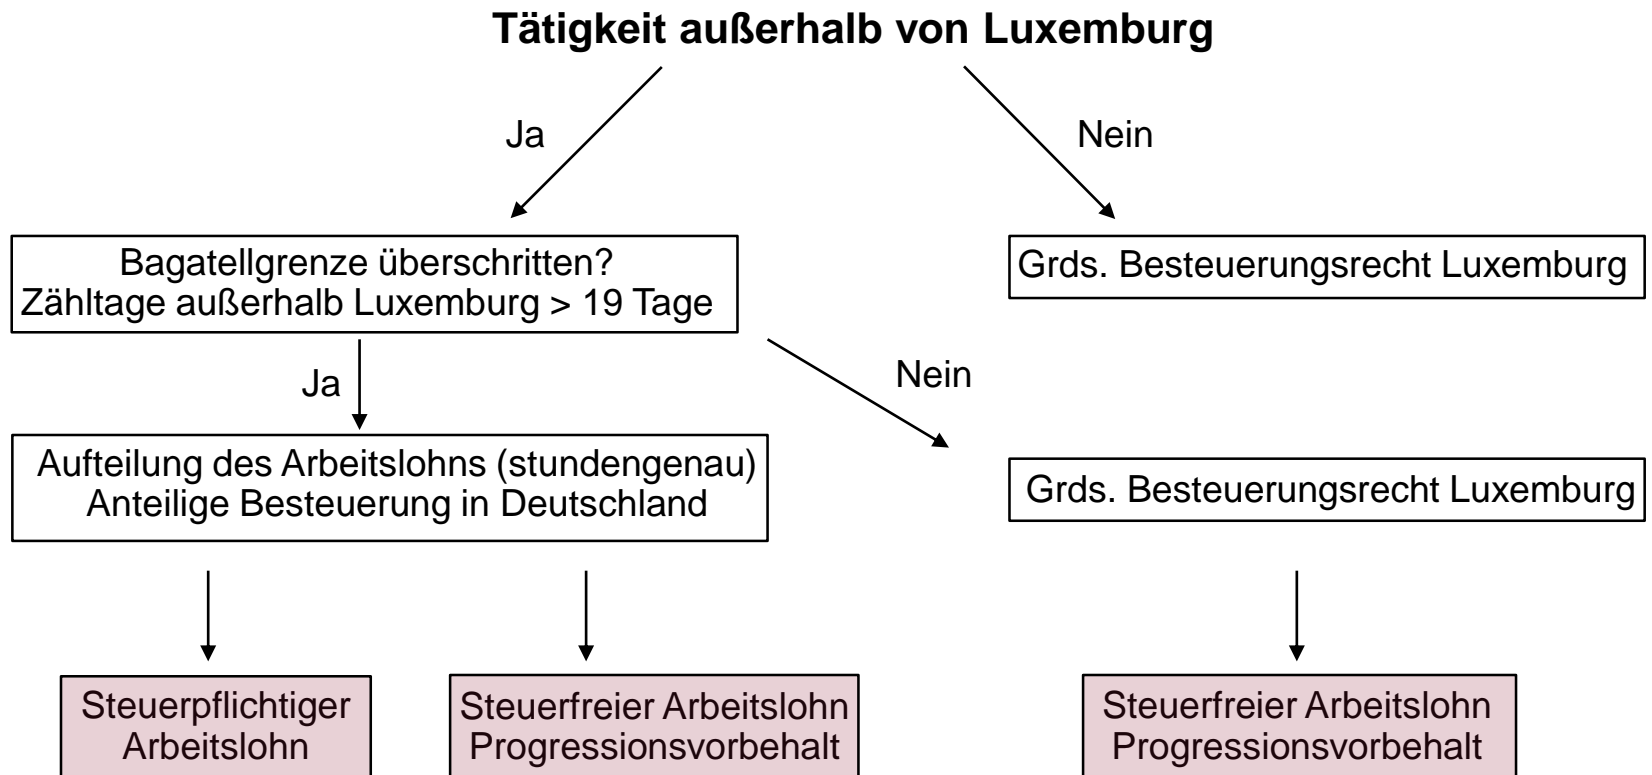 Tätigkeit außerhalb von Luxemburg
Ja
Nein
Bagatellgrenze überschritten?
Zähltage außerhalb Luxemburg > 19 Tage
Grds. Besteuerungsrecht Luxemburg
Ja
Nein
Aufteilung des Arbeitslohns (stundengenau)
Anteilige Besteuerung in Deutschland
Grds. Besteuerungsrecht Luxemburg
Steuerpflichtiger
Arbeitslohn
Steuerfreier Arbeitslohn
Progressionsvorbehalt
Steuerfreier Arbeitslohn
Progressionsvorbehalt